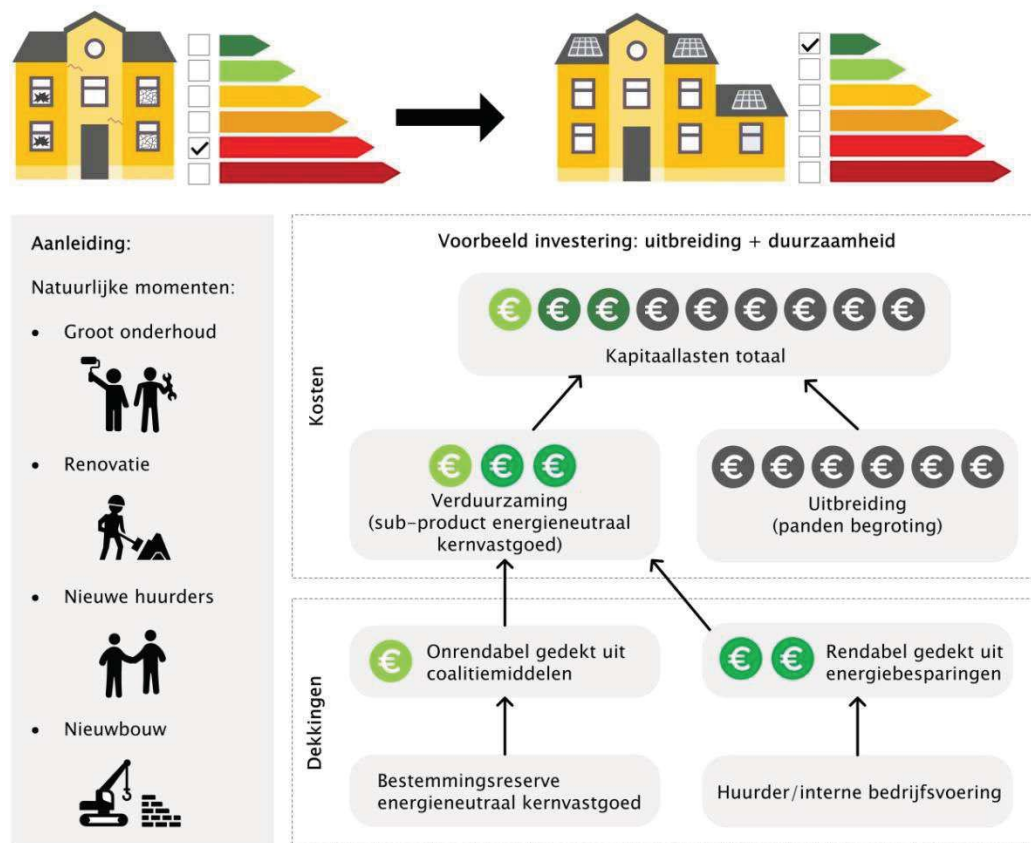 Aanleiding:
Natuurlijke momenten:
• Groot onderhoud
• Renovatie
• Nieuwe huurders
• Nieuwbouw
Voorbeeld investering: uitbreiding + duurzaamheid
Kosten
€ € € € € € € € €
Kapitaallasten totaal
€ € €
Verduurzaming
(sub-product energieneutraal
kernvastgoed)
€ € € € € €
Uitbreiding
(panden begroting)
Dekkingen
€
Onrendabel gedekt uit
coalitiemiddelen
€ €
Rendabel gedekt uit
energiebesparingen
Bestemmingsreserve
energieneutraal kernvastgoed
Huurder/interne bedrijfsvoering